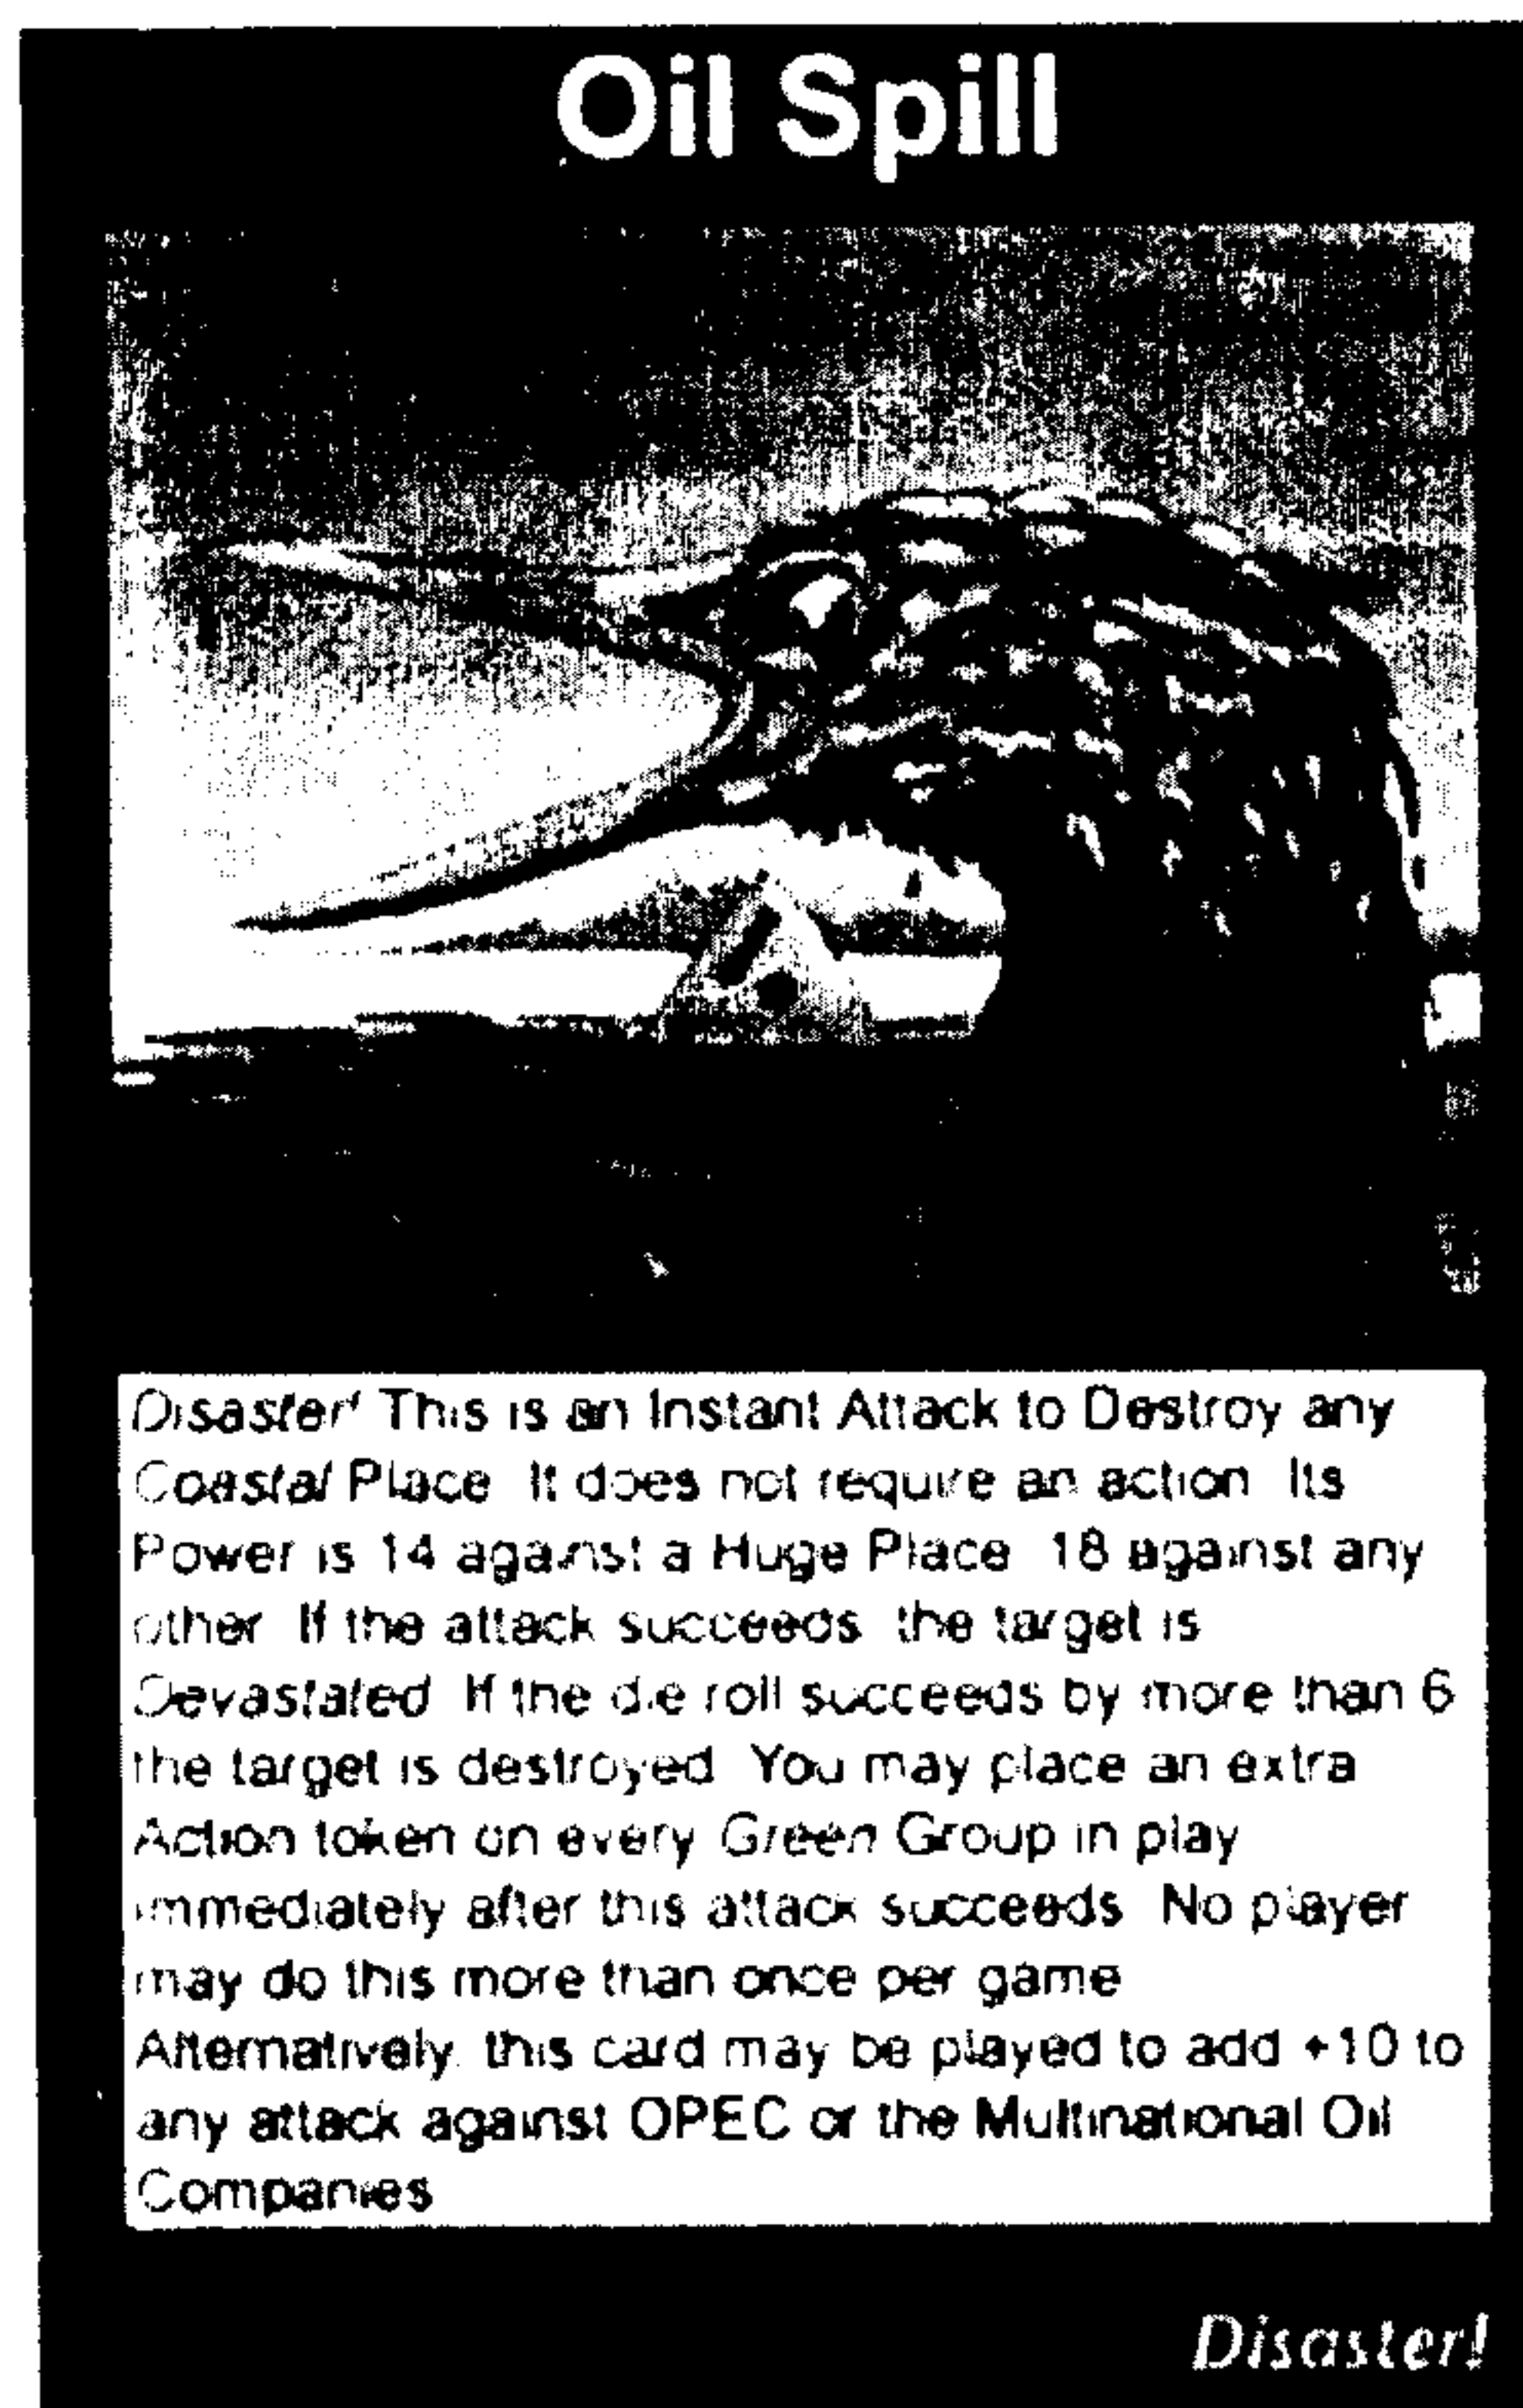 Oil Spill
Disaster! This is an Instant Attack to Destroy any
Coastal Place. It does not require an action. Its
Power is 14 against a Huge Place, 18 against any
other. If the attack succeeds, the target is
Devastated. If the die roll succeeds by more than 6
the target is destroyed. You may place an extra
Action token on every Green Group in play
immediately after this attack succeeds. No player
may do this more than once per game.
Alternatively, this card may be played to add +10 to
any attack against OPEC or the Multinational Oil
Companies
Disaster!